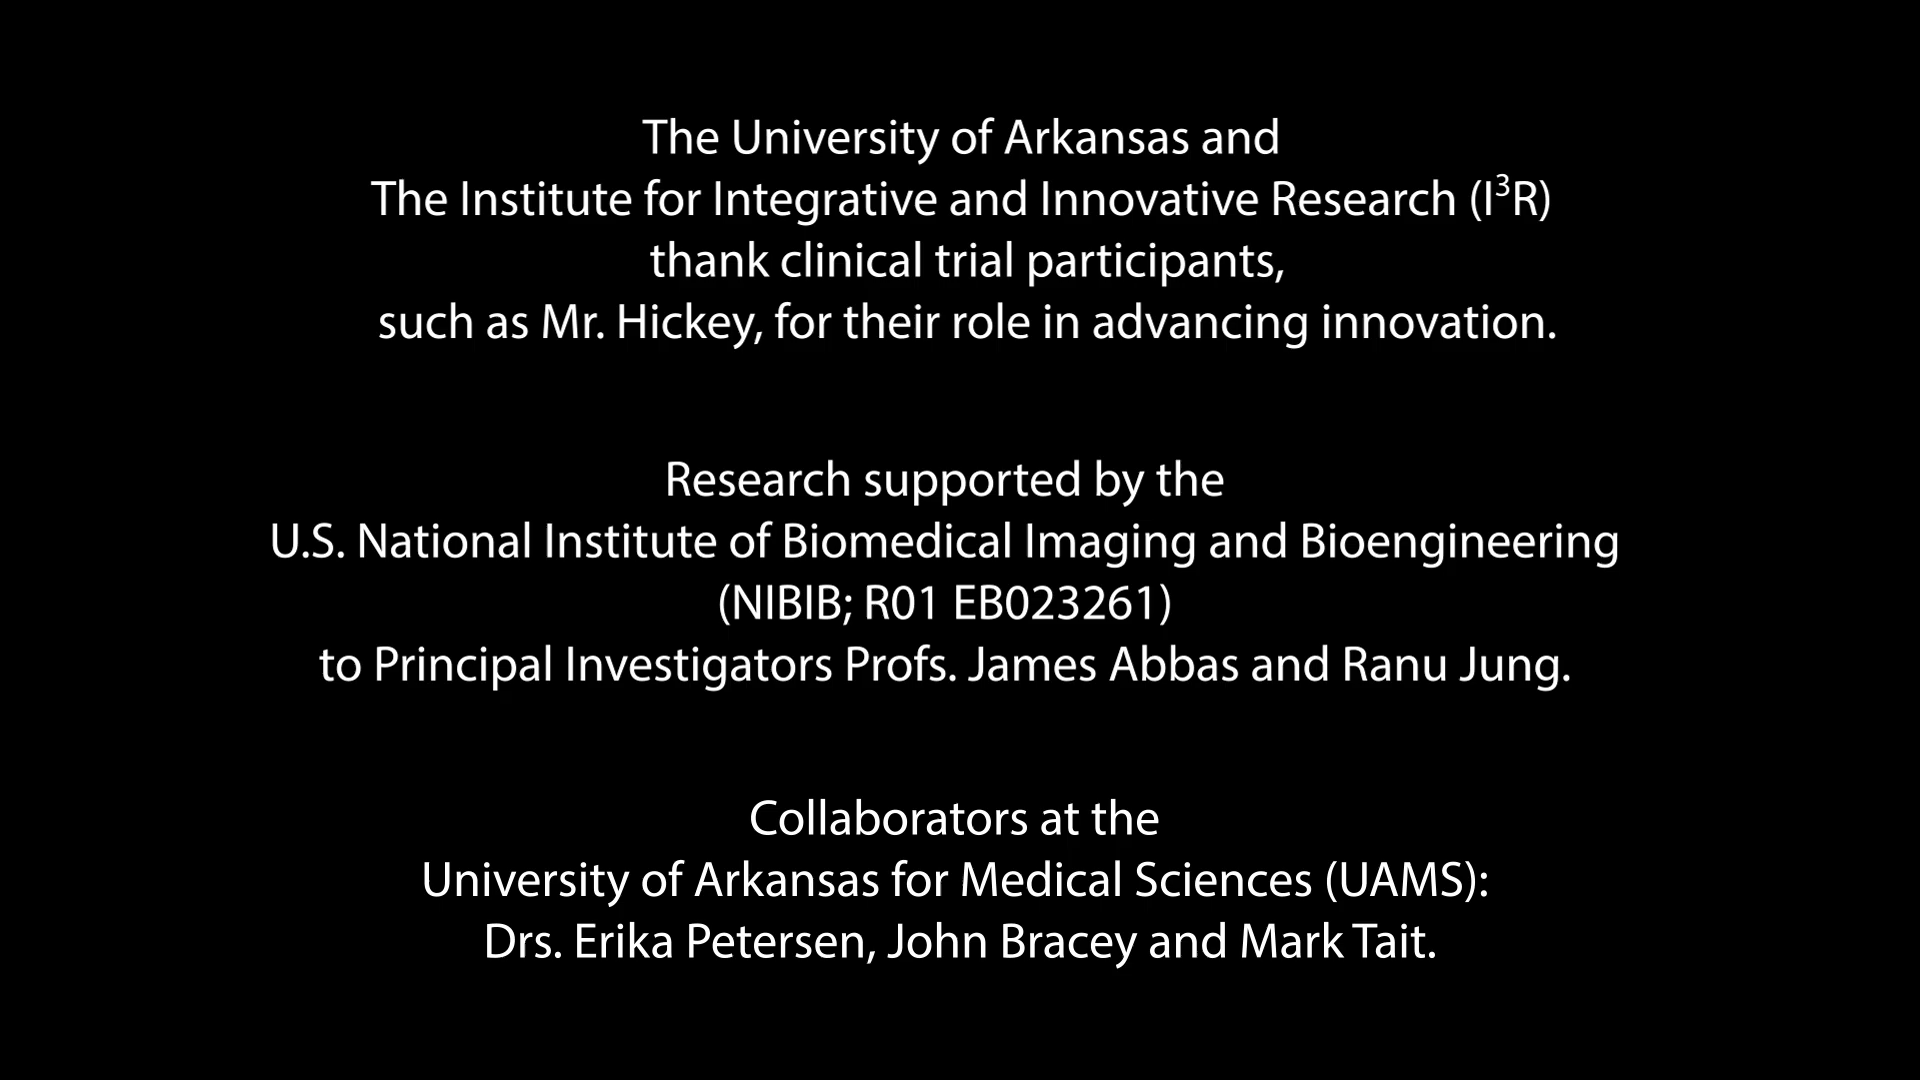 The University of Arkansas and
The Institute for Integrative and Innovative Research (I³R)
thank clinical trial participants,
such as Mr. Hickey, for their role in advancing innovation.
Research supported by the
U.S. National Institute of Biomedical Imaging and Bioengineering
(NIBIB; R01 EB023261)
to Principal Investigators Profs. James Abbas and Ranu Jung.
Collaborators at the
University of Arkansas for Medical Sciences (UAMS):
Drs. Erika Petersen, John Bracey and Mark Tait.